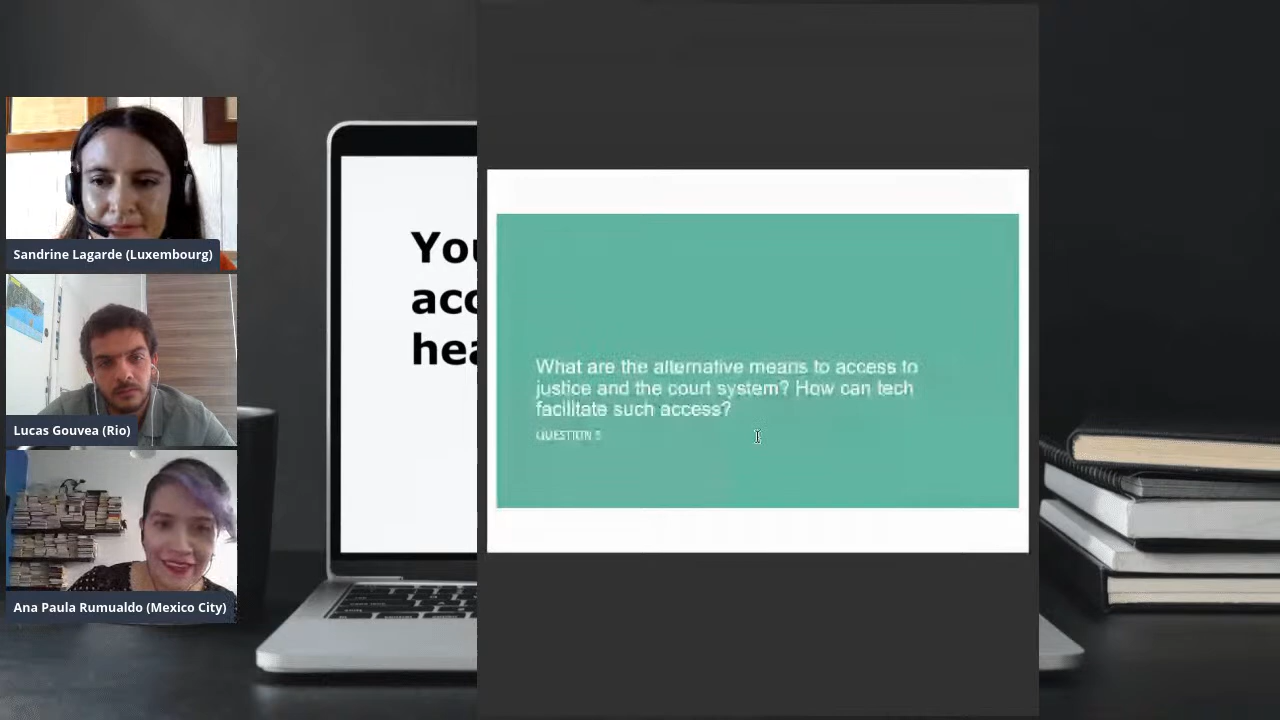 Sandrine Lagarde (Luxembourg)
Lucas Gouvea (Rio)
Ana Paula Rumualdo (Mexico City)
You
acc
hea
What are the alternative means to access to
justice and the court system? How can tech
facilitate such access?
QUESTION 5